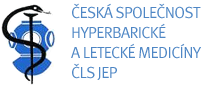 ČESKÁ SPOLEČNOST
HYPERBARICKÉ
A LETECKÉ MEDICÍNY
ČLS JEP